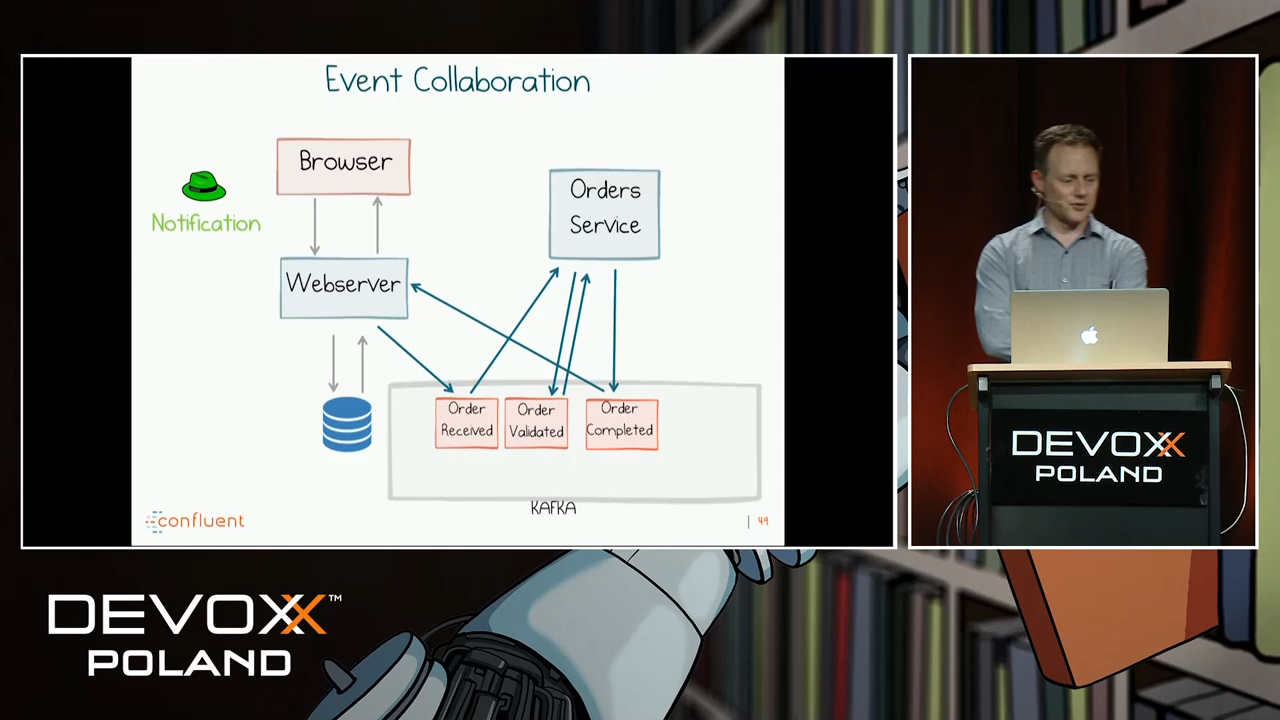 Event Collaboration
Browser
Notification
Orders
Service
Webserver
Order
Received
Order
Validated
Order
Completed
KAFKA
confluent
49
DEVOXX
POLAND
DEVOXX™
POLAND